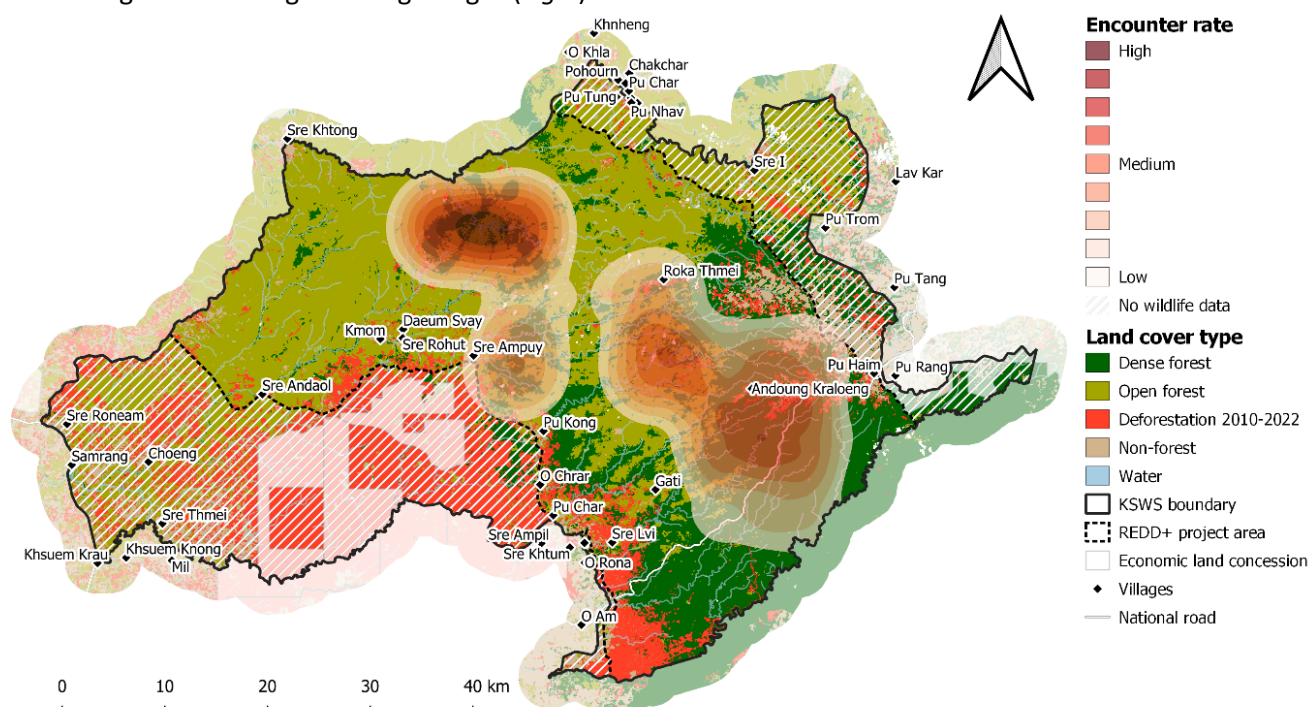 Khnheng
O Khla
Chakchar
Pohourn
Pu Char
Pu Tung
Pu Nhav
Sre Khtong
Sre I
Lav Kar
Pu Trom
Roka Thmei
Pu Tang
Daeum Svay
Kmom
Sre Rohut
Sre Ampuy
Pu Haim
Pu Rang
Sre Andaol
Andoung Kraloeng
Sre Roneam
Pu Kong
Samrang
Choeng
O Chrar
Gati
Sre Thmei
Pu Char
Sre Ampil
Sre Lvi
Khsuem Krau
Khsuem Knong
Sre Khtum
Mil
O Rona
O Am
0 10 20 30 40 km
Encounter rate
High
Medium
Low
No wildlife data
Land cover type
Dense forest
Open forest
Deforestation 2010-2022
Non-forest
Water
KSWS boundary
REDD+ project area
Economic land concession
Villages
National road